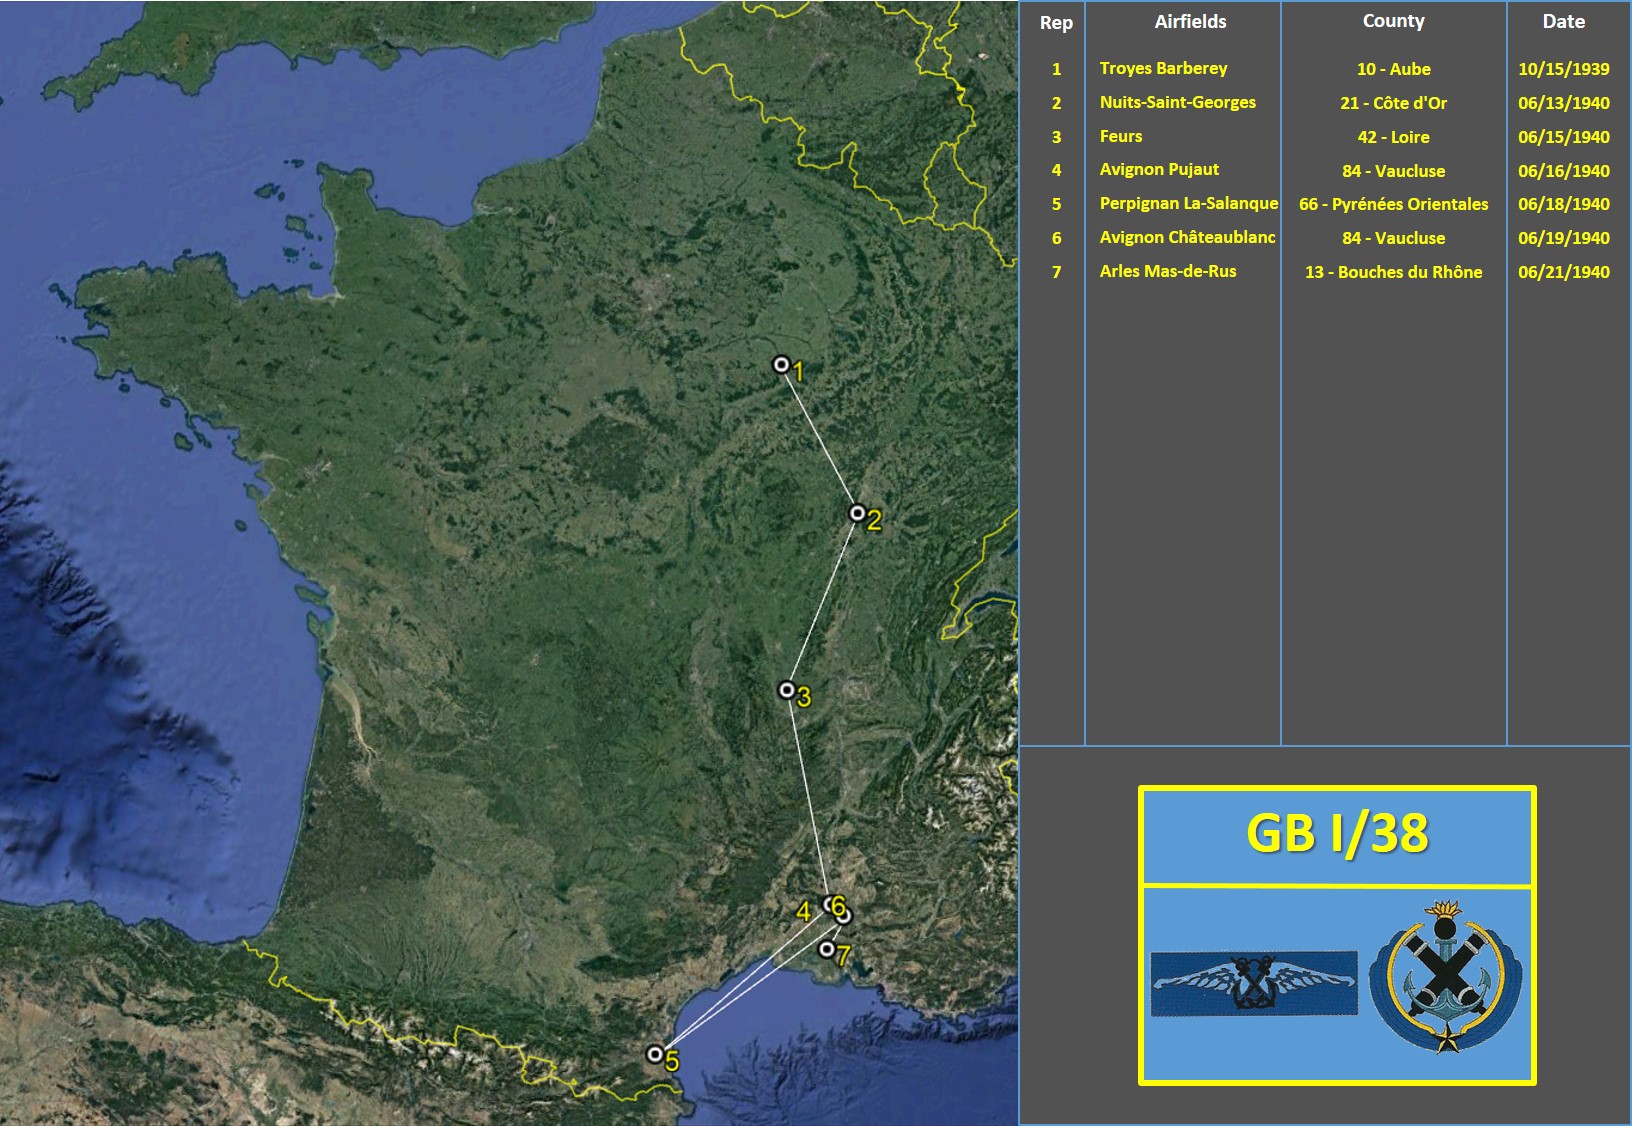 Rep Airfields County Date
1 Troyes Barberey 10 - Aube 10/15/1939
2 Nuits-Saint-Georges 21 - Côte d'Or 06/13/1940
3 Feurs 42 - Loire 06/15/1940
4 Avignon Pujaut 84 - Vaucluse 06/16/1940
5 Perpignan La-Salanque 66 - Pyrénées Orientales 06/18/1940
6 Avignon Châteaublanc 84 - Vaucluse 06/19/1940
7 Arles Mas-de-Rus 13 - Bouches du Rhône 06/21/1940
1
2
3
4 6
7
5
GB I/38